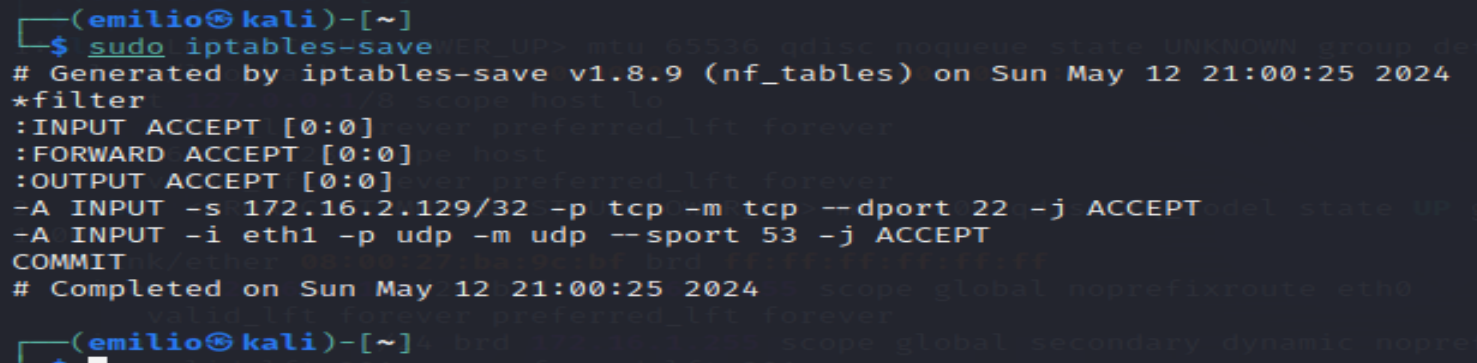 ┌──(emilio㉿kali)-[~]
└─$ sudo iptables-save
# Generated by iptables-save v1.8.9 (nf_tables) on Sun May 12 21:00:25 2024
*filter
:INPUT ACCEPT [0:0]
:FORWARD ACCEPT [0:0]
:OUTPUT ACCEPT [0:0]
-A INPUT -s 172.16.2.129/32 -p tcp -m tcp --dport 22 -j ACCEPT
-A INPUT -i eth1 -p udp -m udp --sport 53 -j ACCEPT
COMMIT
# Completed on Sun May 12 21:00:25 2024
┌──(emilio㉿kali)-[~]